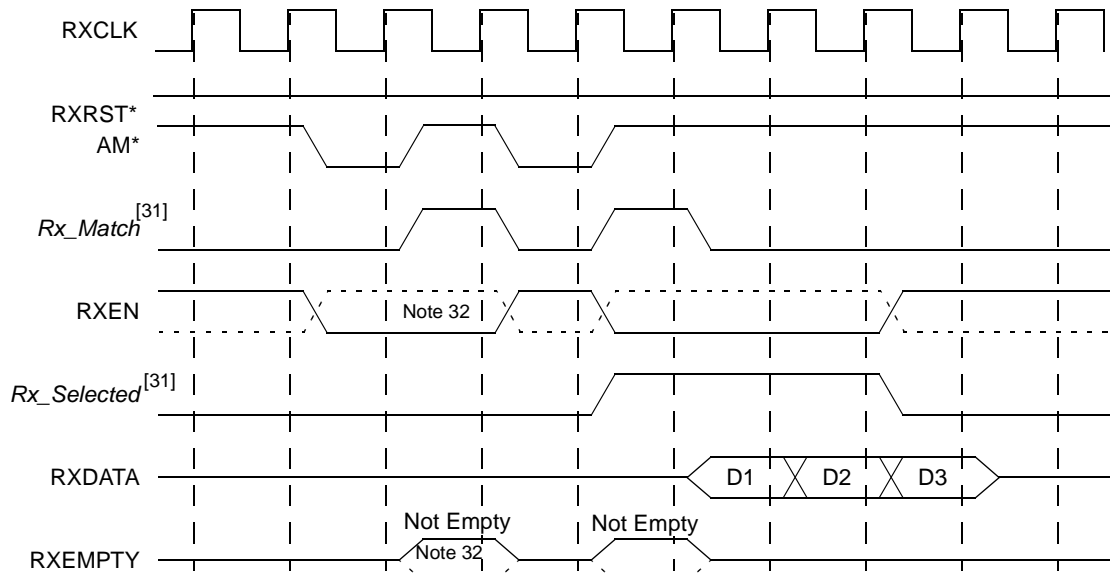 RXCLK
RXRST*
AM*
Rx_Match[31]
RXEN
Note 32
Rx_Selected[31]
RXDATA
D1 D2 D3
Not Empty Not Empty
RXEMPTY
Note 32